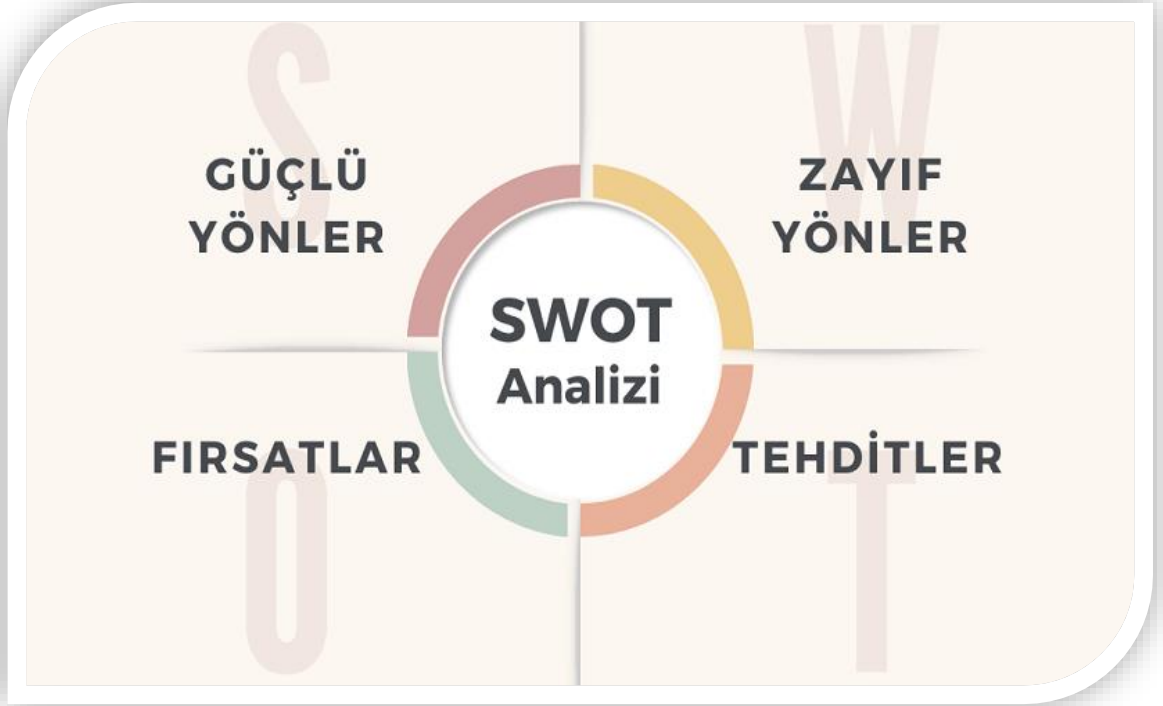 S
GÜÇLÜ
YÖNLER
W
ZAYIF
YÖNLER
SWOT
Analizi
FIRSATLAR
O
TEHDİTLER
T